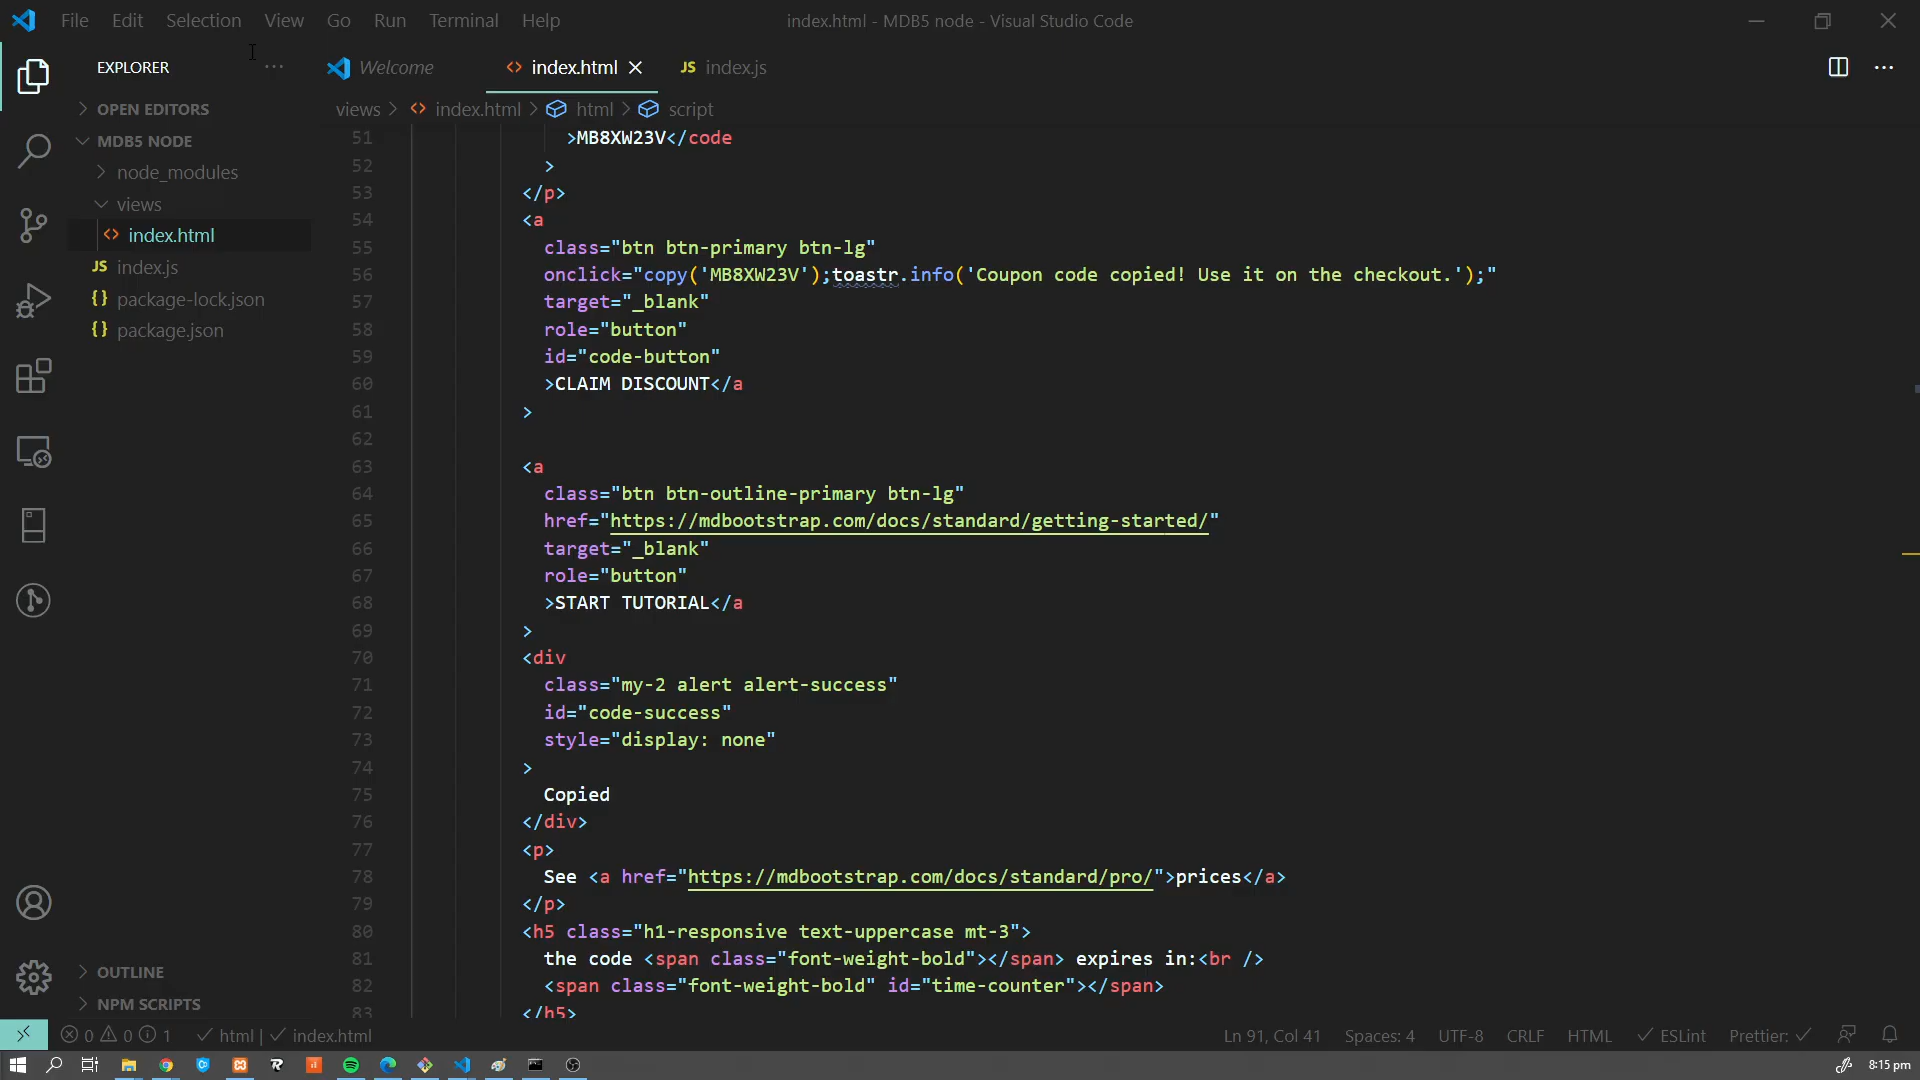 File Edit Selection View Go Run Terminal Help
index.html - MDB5 node - Visual Studio Code
EXPLORER
Welcome
index.html
JS index.js
OPEN EDITORS
MDB5 NODE
node_modules
views
index.html
JS index.js
{} package-lock.json
{} package.json
OUTLINE
NPM SCRIPTS
views > index.html > html > script
51 >MB8XW23V</code
52 >
53 </p>
54 <a
55 class="btn btn-primary btn-lg"
56 onclick="copy('MB8XW23V');toastr.info('Coupon code copied! Use it on the checkout.');"
57 target="_blank"
58 role="button"
59 id="code-button"
60 >CLAIM DISCOUNT</a
61 >
62
63 <a
64 class="btn btn-outline-primary btn-lg"
65 href="https://mdbootstrap.com/docs/standard/getting-started/"
66 target="_blank"
67 role="button"
68 >START TUTORIAL</a
69 >
70 <div
71 class="my-2 alert alert-success"
72 id="code-success"
73 style="display: none"
74 >
75 Copied
76 </div>
77 <p>
78 See <a href="https://mdbootstrap.com/docs/standard/pro/">prices</a>
79 </p>
80 <h5 class="h1-responsive text-uppercase mt-3">
81 the code <span class="font-weight-bold"></span> expires in:<br />
82 <span class="font-weight-bold" id="time-counter"></span>
83 </h5>
0 0 1 html | index.html
Ln 91, Col 41 Spaces: 4 UTF-8 CRLF HTML ESLint Prettier:
8:15 pm